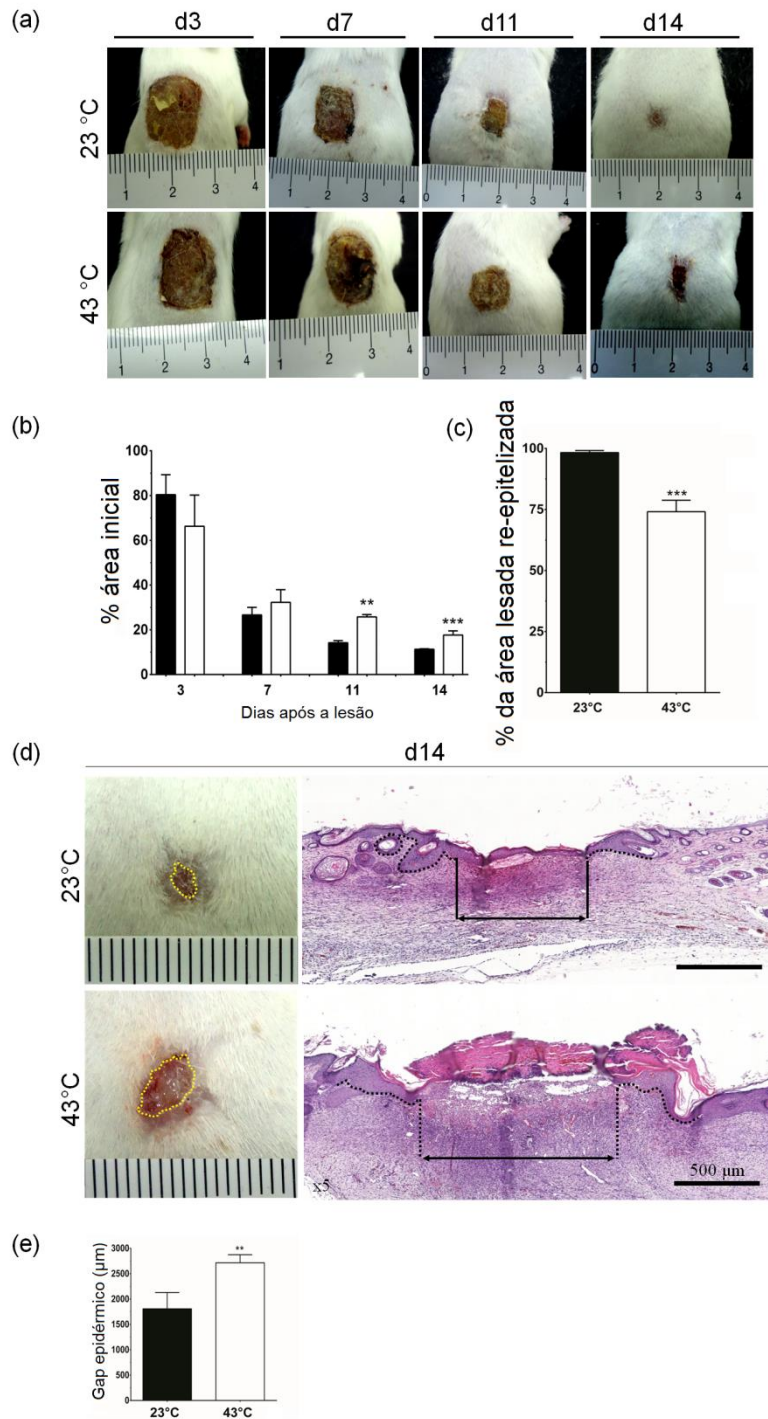 (a)
d3 d7 d11 d14
23 °C
1 2 3 4
1 2 3 4
0 1 2 3 4
1 2 3 4
43 °C
1 2 3 4
1 2 3 4
0 1 2 3 4
0 1 2 3 4
(b)
% área inicial
100
80
60
40
20
0
** ***
3 7 11 14
Dias após a lesão
(c)
% da área lesada re-epitelizada
100
75
50
25
0
***
23°C 43°C
(d)
d14
23°C
43°C
x5
500 µm
(e)
Gap epidérmico (µm)
3000
2500
2000
1500
1000
500
0
**
23°C 43°C